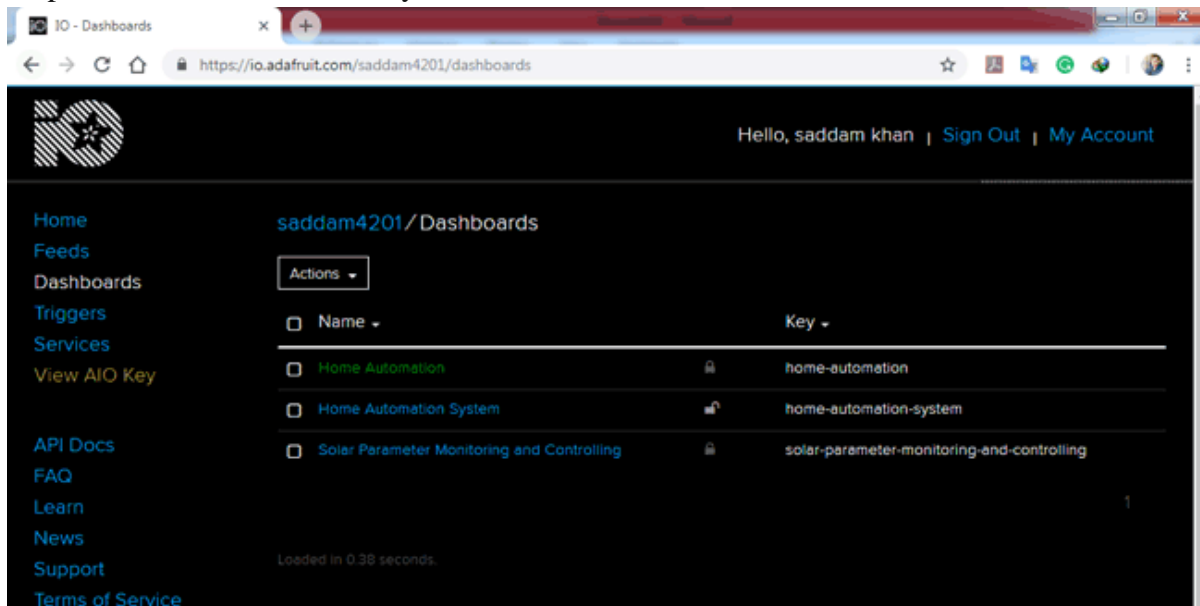 IO - Dashboards
https://io.adafruit.com/saddam4201/dashboards
Hello, saddam khan | Sign Out | My Account
Home
Feeds
Dashboards
Triggers
Services
View AIO Key
API Docs
FAQ
Learn
News
Support
Terms of Service
saddam4201/Dashboards
Actions
Name Key
Home Automation home-automation
Home Automation System home-automation-system
Solar Parameter Monitoring and Controlling solar-parameter-monitoring-and-controlling
1
Loaded in 0.38 seconds.